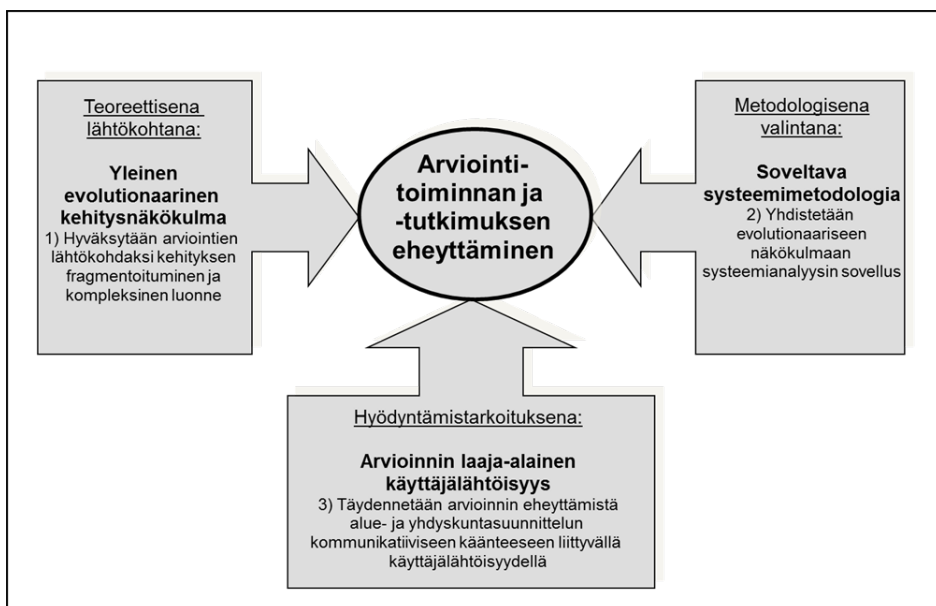 Teoreettisena
lähtökohtana:
Yleinen
evolutionaarinen
kehitysnäkökulma
1) Hyväksytään arviointien
lähtökohdaksi kehityksen
fragmentoituminen ja
kompleksinen luonne
Arviointi-
toiminnan ja
-tutkimuksen
eheyttäminen
Metodologisena
valintana:
Soveltava
systeemimetodologia
2) Yhdistetään
evolutionaariseen
näkökulmaan
systeemianalyysin sovellus
Hyödyntämistarkoituksena:
Arvioinnin laaja-alainen
käyttäjälähtöisyys
3) Täydennetään arvioinnin eheyttämistä
alue- ja yhdyskuntasuunnittelun
kommunikatiiviseen käänteeseen liittyvällä
käyttäjälähtöisyydellä